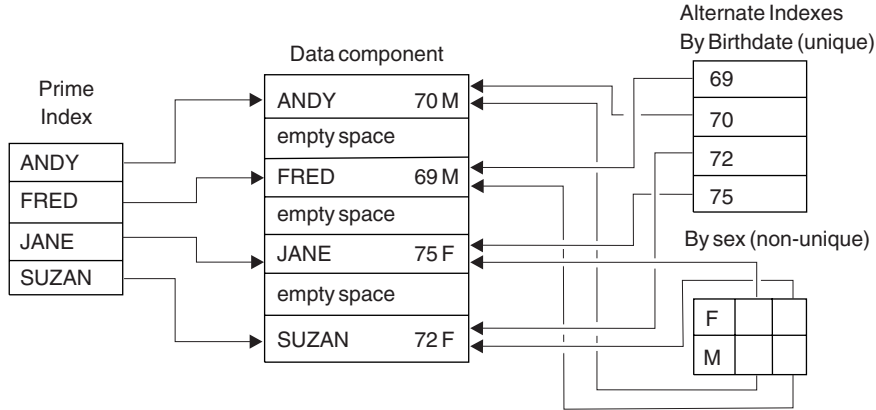 Alternate Indexes
By Birthdate (unique)
Data component
Prime
Index
ANDY
FRED
JANE
SUZAN
ANDY 70 M
empty space
FRED 69 M
empty space
JANE 75 F
empty space
SUZAN 72 F
69
70
72
75
By sex (non-unique)
F
M